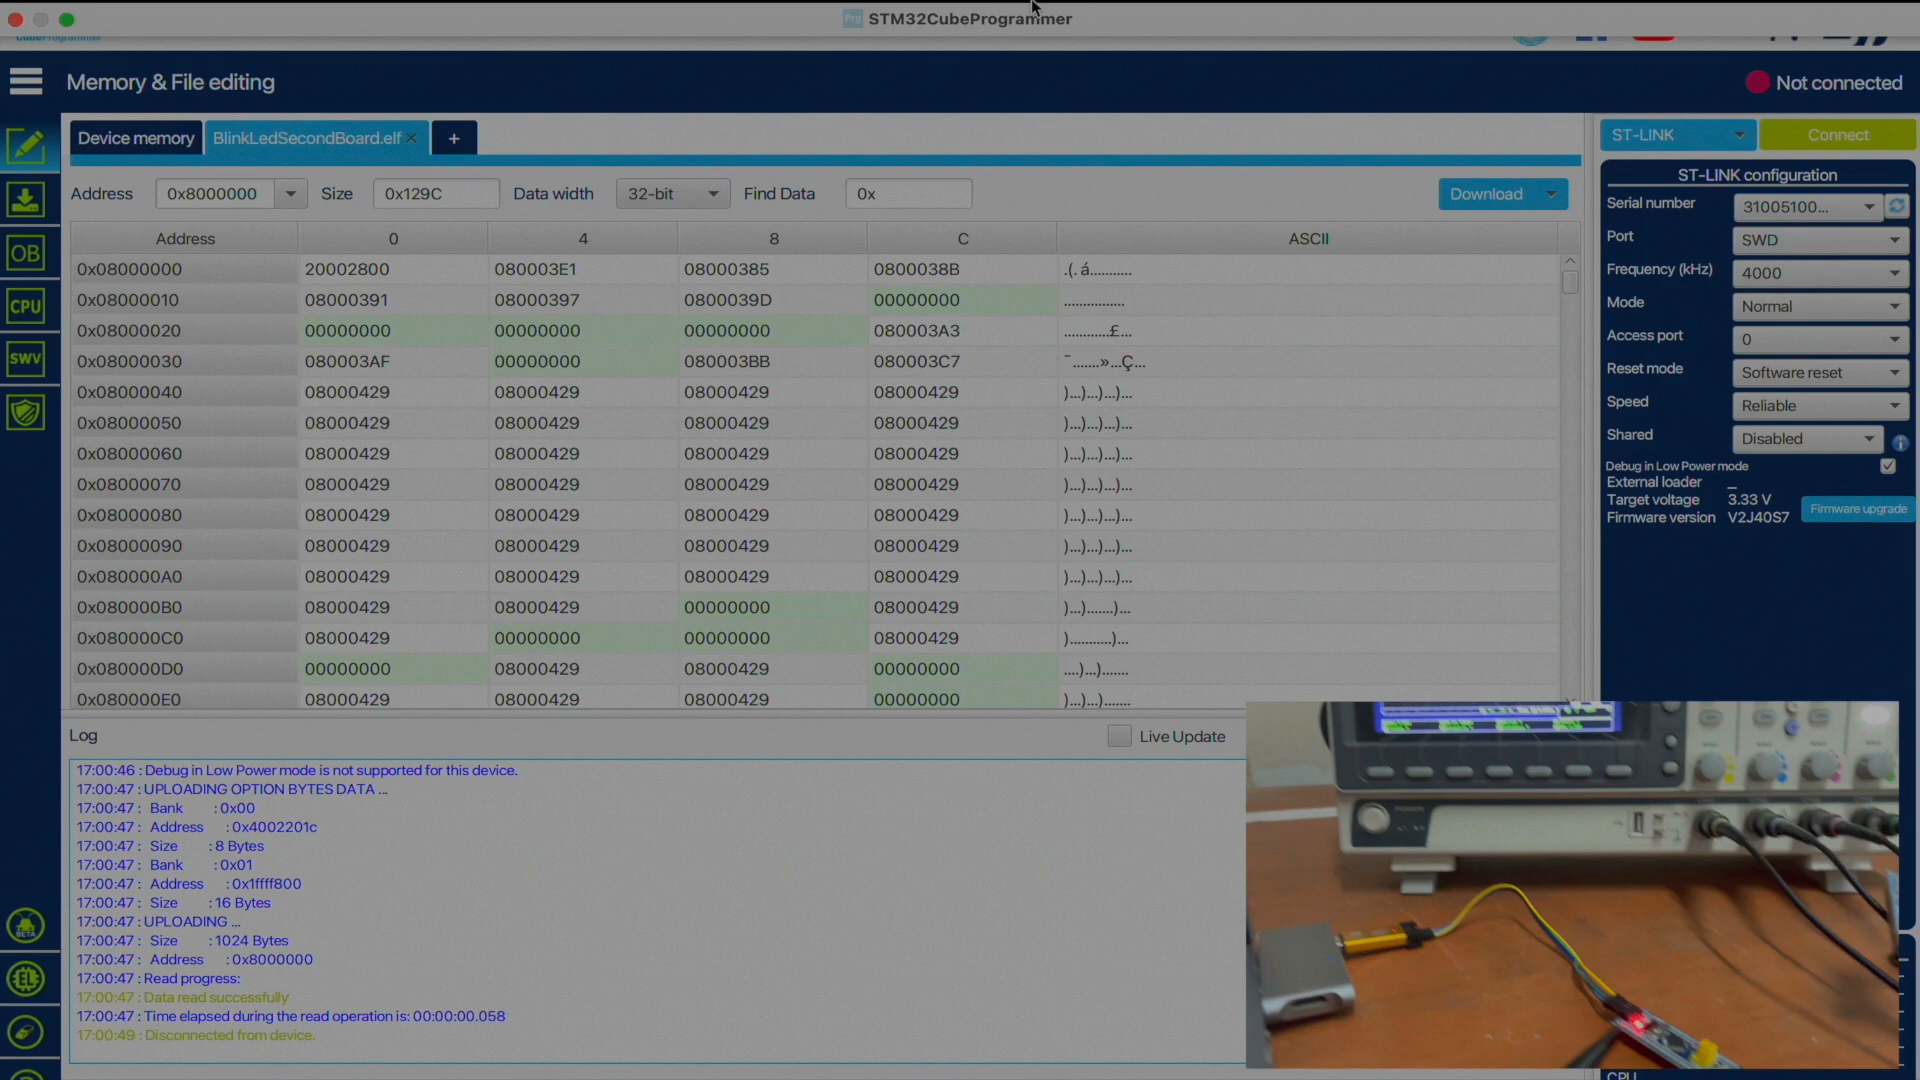 Prg STM32CubeProgrammer
CubeProgrammer
Memory & File editing
Not connected
Device memory
BlinkLedSecondBoard.elf
+
ST-LINK
Connect
Address 0x8000000 Size 0x129C Data width 32-bit Find Data 0x
Download
Address 0 4 8 C ASCII
0x08000000 20002800 080003E1 08000385 0800038B .(. á...........
0x08000010 08000391 08000397 0800039D 00000000 ................
0x08000020 00000000 00000000 00000000 080003A3 ............£...
0x08000030 080003AF 00000000 080003BB 080003C7 ¯.......»...Ç...
0x08000040 08000429 08000429 08000429 08000429 )...)...)...)...
0x08000050 08000429 08000429 08000429 08000429 )...)...)...)...
0x08000060 08000429 08000429 08000429 08000429 )...)...)...)...
0x08000070 08000429 08000429 08000429 08000429 )...)...)...)...
0x08000080 08000429 08000429 08000429 08000429 )...)...)...)...
0x08000090 08000429 08000429 08000429 08000429 )...)...)...)...
0x080000A0 08000429 08000429 08000429 08000429 )...)...)...)...
0x080000B0 08000429 08000429 00000000 08000429 )...).......)...
0x080000C0 08000429 00000000 00000000 08000429 )...........)...
0x080000D0 00000000 08000429 08000429 00000000 ....)...).......
0x080000E0 08000429 08000429 08000429 00000000 )...)...).......
OB
CPU
SWV
BETA
EL
ST-LINK configuration
Serial number 31005100...
Port SWD
Frequency (kHz) 4000
Mode Normal
Access port 0
Reset mode Software reset
Speed Reliable
Shared Disabled
Debug in Low Power mode
External loader _
Target voltage 3.33 V
Firmware version V2J40S7
Firmware upgrade
Log
Live Update
17:00:46 : Debug in Low Power mode is not supported for this device.
17:00:47 : UPLOADING OPTION BYTES DATA ...
17:00:47 : Bank : 0x00
17:00:47 : Address : 0x4002201c
17:00:47 : Size : 8 Bytes
17:00:47 : Bank : 0x01
17:00:47 : Address : 0x1ffff800
17:00:47 : Size : 16 Bytes
17:00:47 : UPLOADING ...
17:00:47 : Size : 1024 Bytes
17:00:47 : Address : 0x8000000
17:00:47 : Read progress:
17:00:47 : Data read successfully
17:00:47 : Time elapsed during the read operation is: 00:00:00.058
17:00:49 : Disconnected from device.
CPU